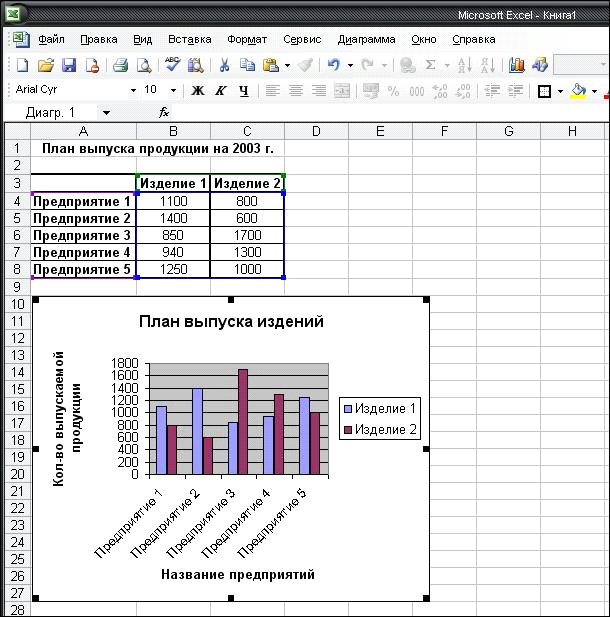 Microsoft Excel - Книга1
Файл Правка Вид Вставка Формат Сервис Диаграмма Окно Справка
Arial Cyr 10 Ж К Ч % 000
Диагр. 1 fx
A B C D E F G H
1 План выпуска продукции на 2003 г.
2
3 Изделие 1 Изделие 2
4 Предприятие 1 1100 800
5 Предприятие 2 1400 600
6 Предприятие 3 850 1700
7 Предприятие 4 940 1300
8 Предприятие 5 1250 1000
9
10
11
12
13
14
15
16
17
18
19
20
21
22
23
24
25
26
27
28
План выпуска издений
Кол-во выпускаемой
продукции
1800
1600
1400
1200
1000
800
600
400
200
0
Изделие 1
Изделие 2
Предприятие 1
Предприятие 2
Предприятие 3
Предприятие 4
Предприятие 5
Название предприятий